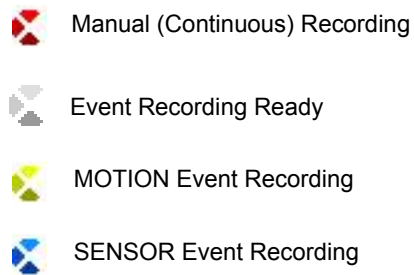 Manual (Continuous) Recording
Event Recording Ready
MOTION Event Recording
SENSOR Event Recording